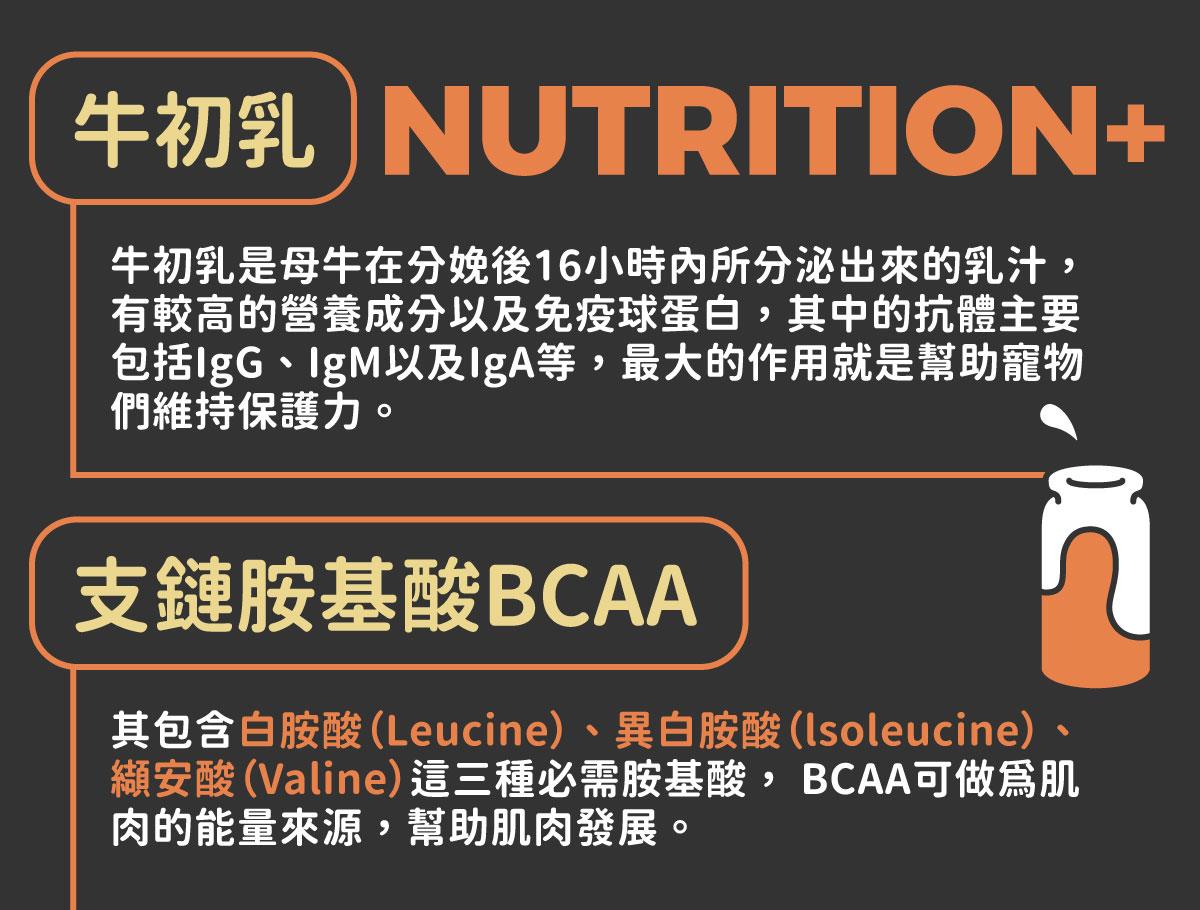 牛初乳 NUTRITION+
牛初乳是母牛在分娩後16小時內所分泌出來的乳汁，
有較高的營養成分以及免疫球蛋白，其中的抗體主要
包括IgG、IgM以及IgA等，最大的作用就是幫助寵物
們維持保護力。
支鏈胺基酸BCAA
其包含白胺酸（Leucine）、異白胺酸（lsoleucine）、
纈安酸（Valine）這三種必需胺基酸， BCAA可做爲肌
肉的能量來源，幫助肌肉發展。